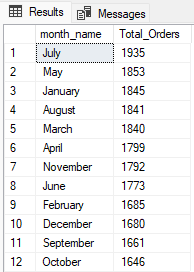 Results Messages
month_name Total_Orders
1 July 1935
2 May 1853
3 January 1845
4 August 1841
5 March 1840
6 April 1799
7 November 1792
8 June 1773
9 February 1685
10 December 1680
11 September 1661
12 October 1646